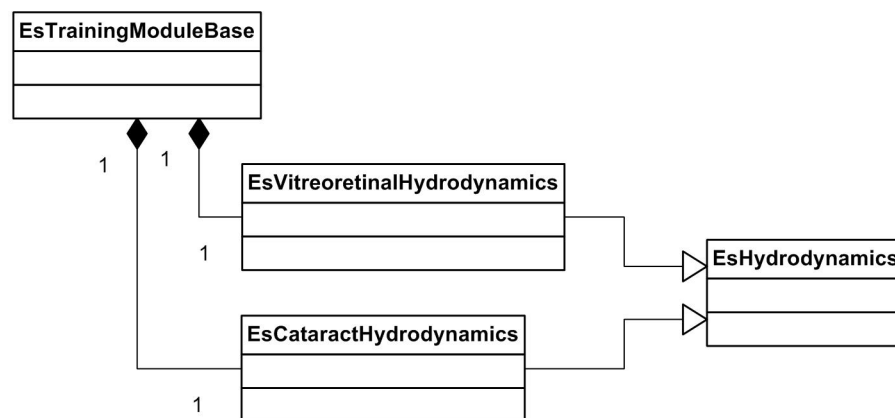 EsTrainingModuleBase
1
1
EsVitreoretinalHydrodynamics
1
EsHydrodynamics
EsCataractHydrodynamics
1